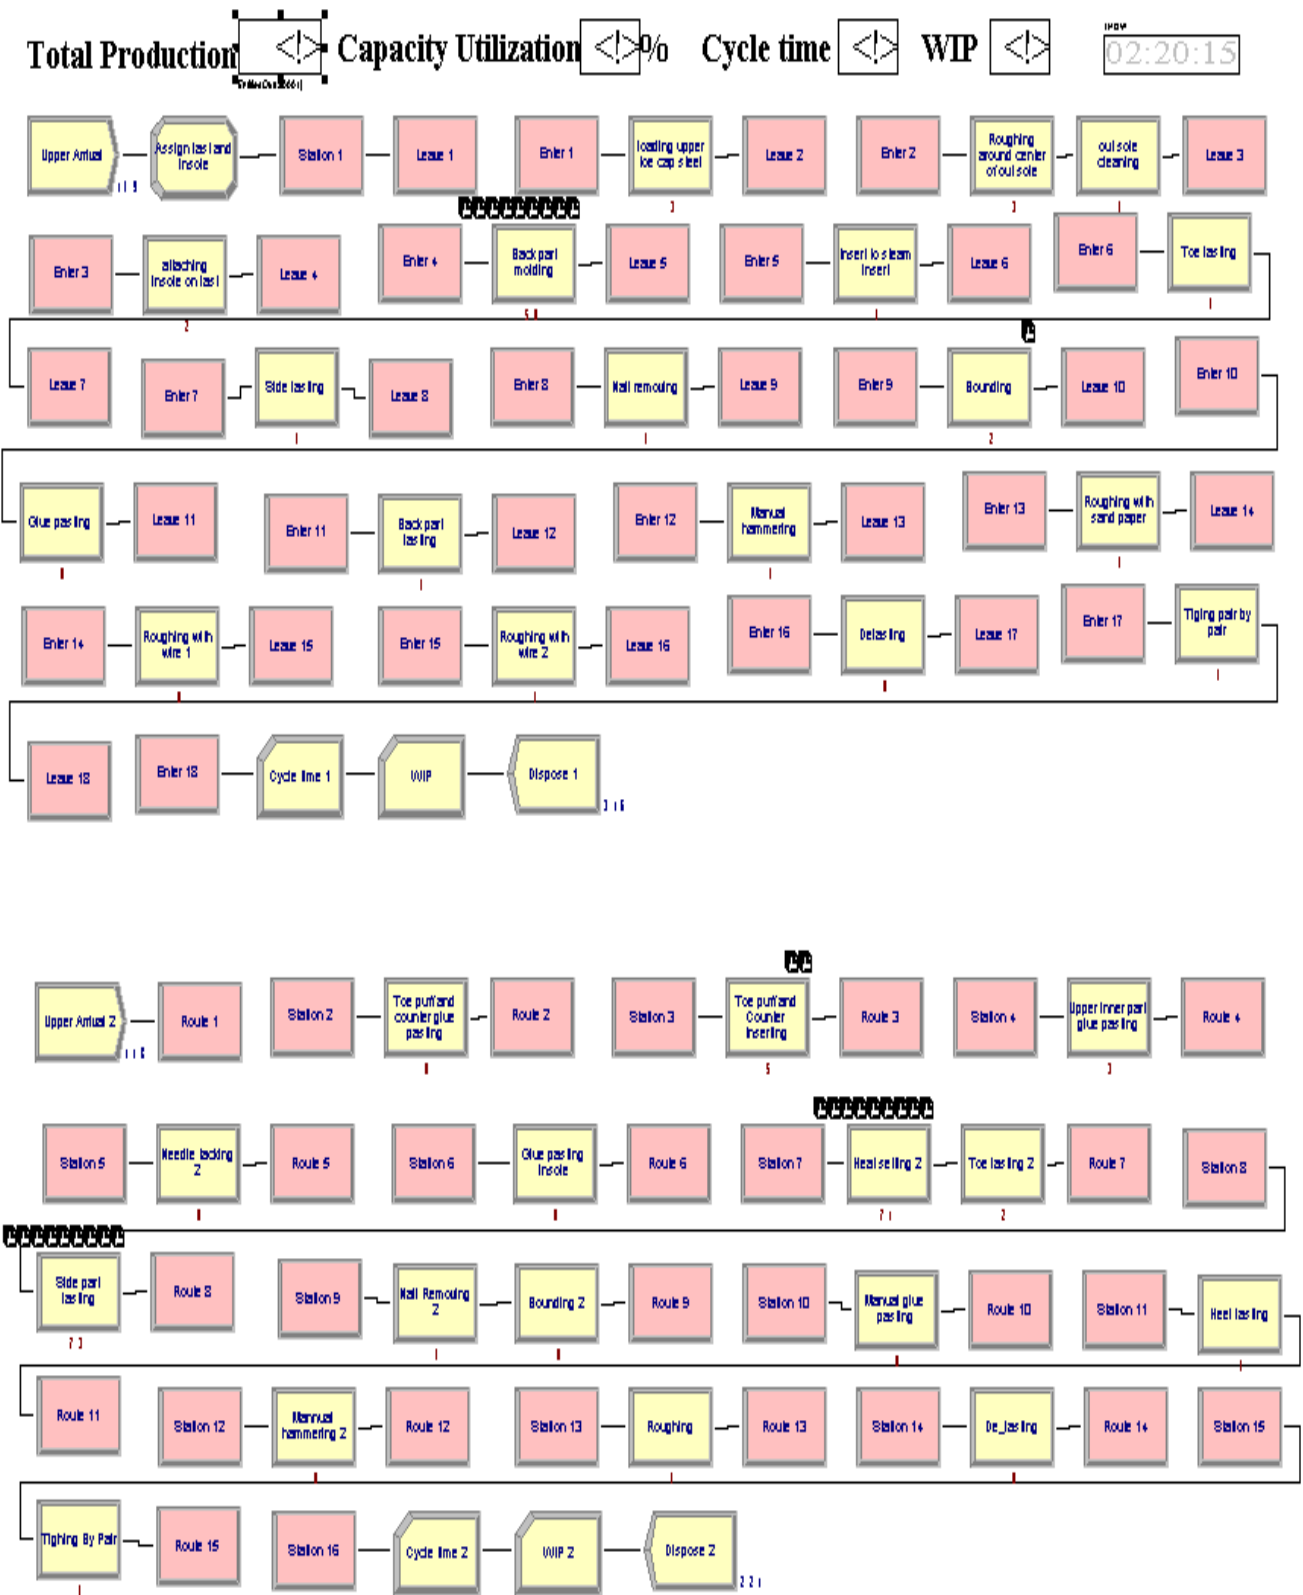 Total Production
Capacity Utilization
%
Cycle time
WIP
02:20:15
Upper Arrival
Assign last and
insole
Station 1
Leave 1
Enter 1
loading upper
toe cap steel
Leave 2
Enter 2
Roughing
around center
of out sole
out sole
cleaning
Leave 3
3
3
Enter 3
attaching
insole on last
Leave 4
Enter 4
Back part
molding
Leave 5
Enter 5
insert to steam
insert
Leave 6
Enter 6
Toe lasting
2
Leave 7
Enter 7
Side lasting
Leave 8
Enter 8
Nail removing
Leave 9
Enter 9
Bounding
Leave 10
Enter 10
2
Glue pasting
Leave 11
Enter 11
Back part
lasting
Leave 12
Enter 12
Manual
hammering
Leave 13
Enter 13
Roughing with
sand paper
Leave 14
Enter 14
Roughing with
wire 1
Leave 15
Enter 15
Roughing with
wire 2
Leave 16
Enter 16
Delasting
Leave 17
Enter 17
Tiging pair by
pair
Leave 18
Enter 18
Cycle time 1
WIP
Dispose 1
Upper Arrival 2
Route 1
Station 2
Toe puff and
counter glue
pasting
Route 2
Station 3
Toe puff and
Counter
inserting
Route 3
Station 4
Upper inner part
glue pasting
Route 4
5
3
Station 5
Needle tacking
2
Route 5
Station 6
Glue pasting
insole
Route 6
Station 7
Heal setting 2
Toe lasting 2
Route 7
Station 8
2
Side part
lasting
Route 8
Station 9
Nail Removing
2
Bounding 2
Route 9
Station 10
Manual glue
pasting
Route 10
Station 11
Heel lasting
7 3
Route 11
Station 12
Mannual
hammering 2
Route 12
Station 13
Roughing
Route 13
Station 14
De_lasting
Route 14
Station 15
Tighing By Pair
Route 15
Station 16
Cycle time 2
WIP 2
Dispose 2